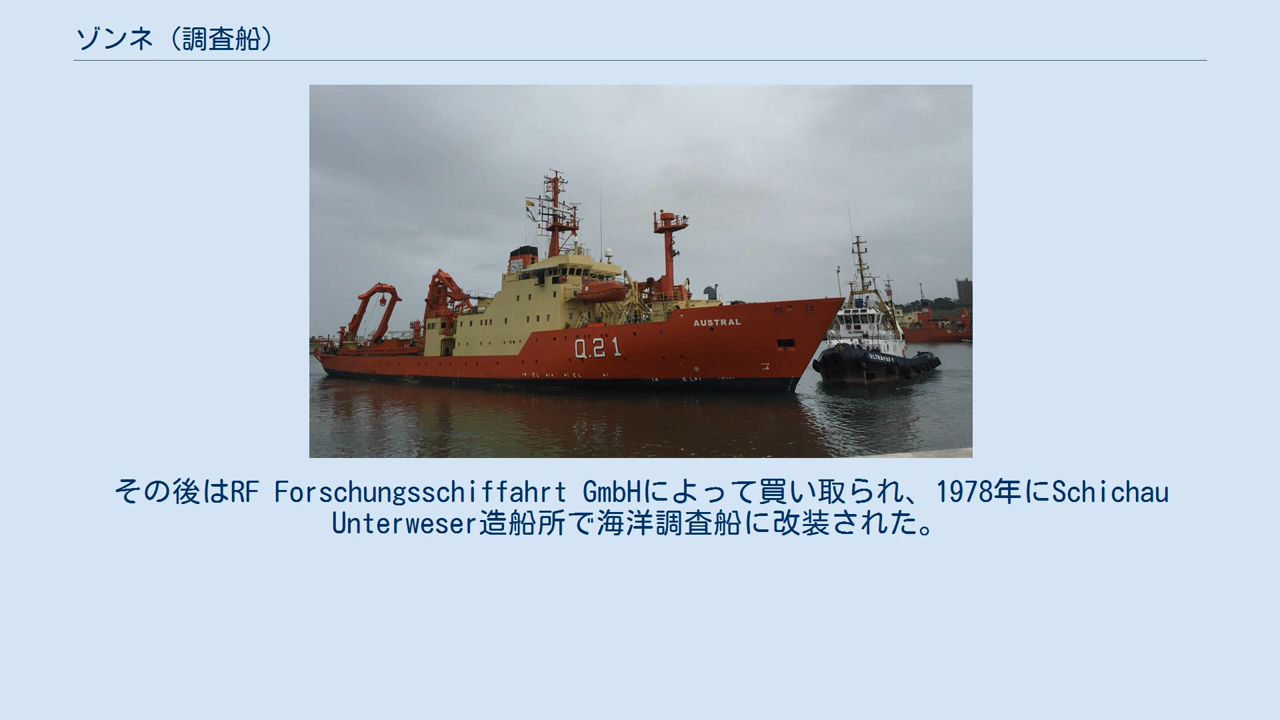 ゾンネ（調査船）
AUSTRAL
Q.21
その後はRF Forschungsschiffahrt GmbHによって買い取られ、1978年にSchichau
Unterweser造船所で海洋調査船に改装された。